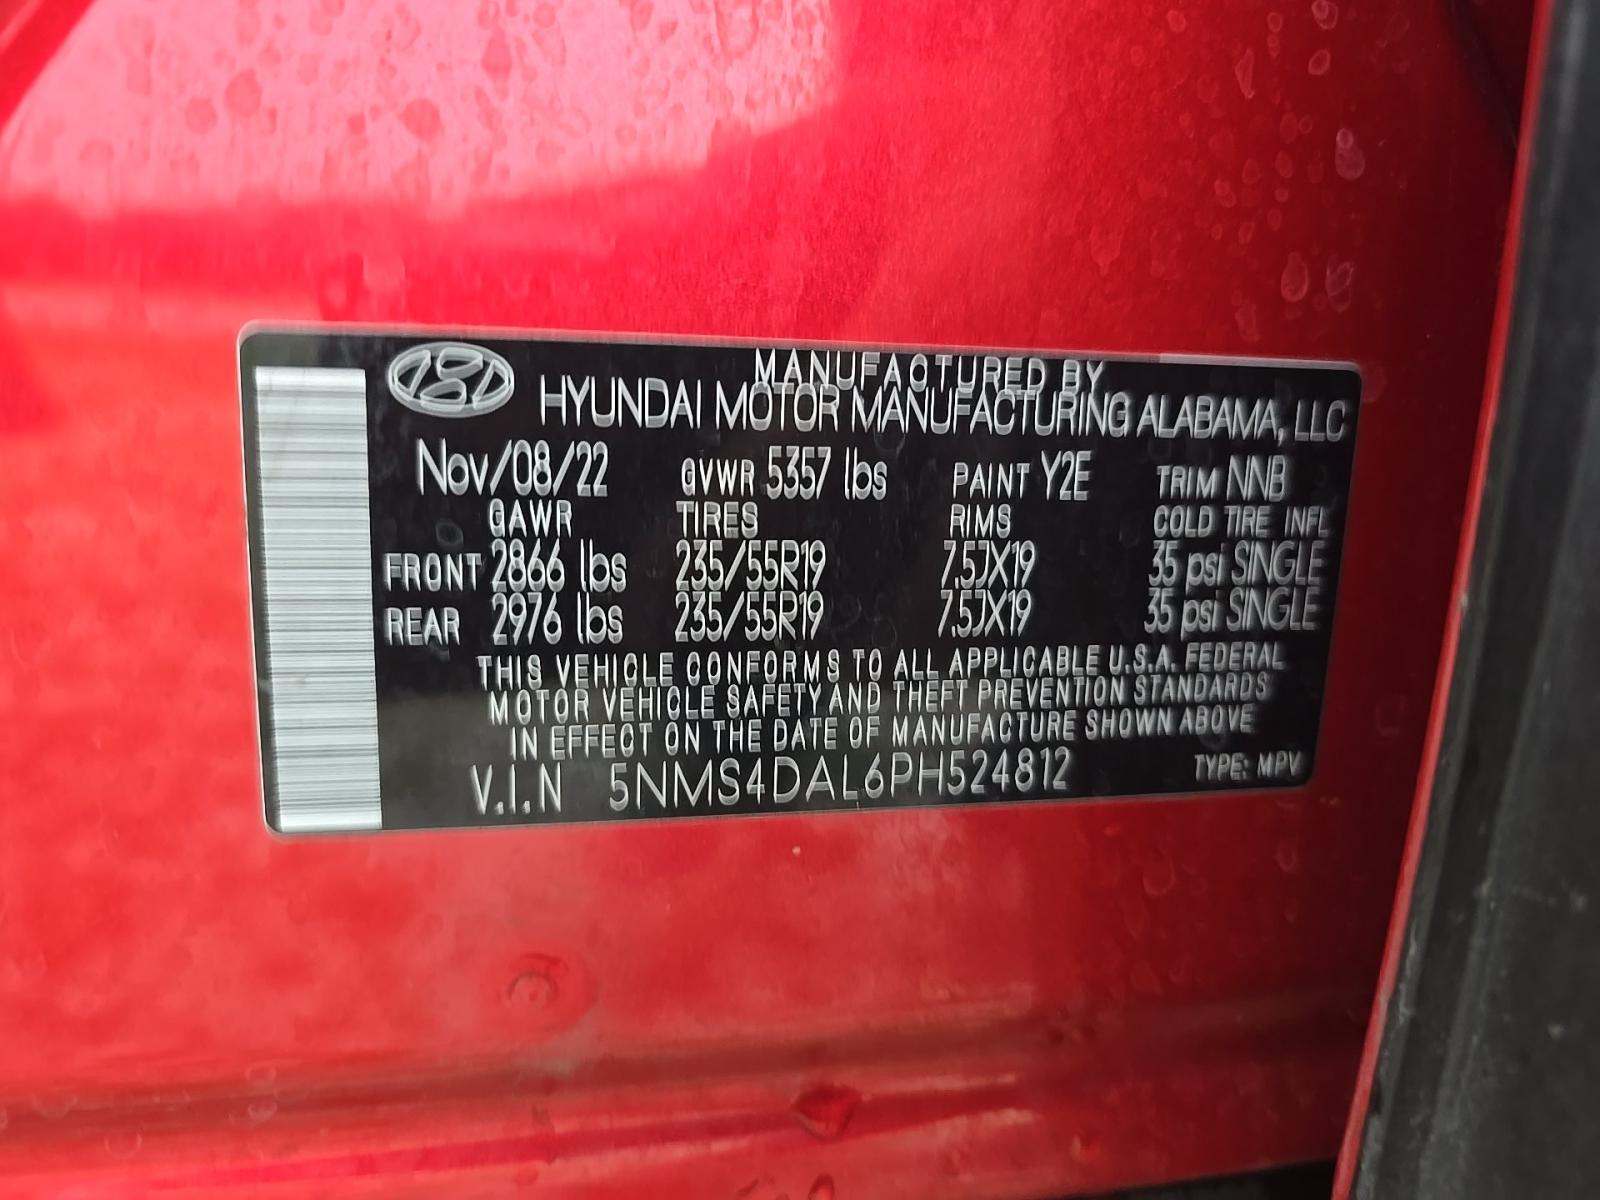 MANUFACTURED BY
HYUNDAI MOTOR MANUFACTURING ALABAMA, LLC
Nov/08/22 GVWR 5357 lbs PAINT Y2E TRIM NNB
GAWR TIRES RIMS COLD TIRE INFL
FRONT 2866 lbs 235/55R19 7.5JX19 35 psi SINGLE
REAR 2976 lbs 235/55R19 7.5JX19 35 psi SINGLE
THIS VEHICLE CONFORMS TO ALL APPLICABLE U.S.A. FEDERAL
MOTOR VEHICLE SAFETY AND THEFT PREVENTION STANDARDS
IN EFFECT ON THE DATE OF MANUFACTURE SHOWN ABOVE
V.I.N 5NMS4DAL6PH524812 TYPE: MPV